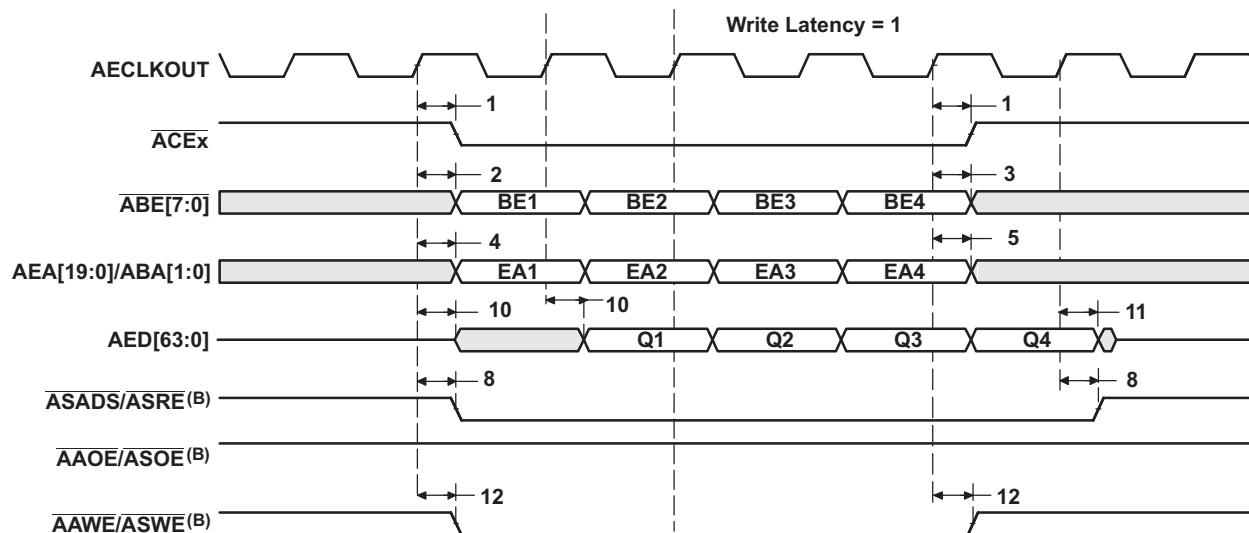 Write Latency = 1
AECLKOUT
1 1
ACEx
2 3
ABE[7:0] BE1 BE2 BE3 BE4
4 5
AEA[19:0]/ABA[1:0] EA1 EA2 EA3 EA4
10 10 11
AED[63:0] Q1 Q2 Q3 Q4
8 8
ASADS/ASRE(B)
AAOE/ASOE(B)
12 12
AAWE/ASWE(B)